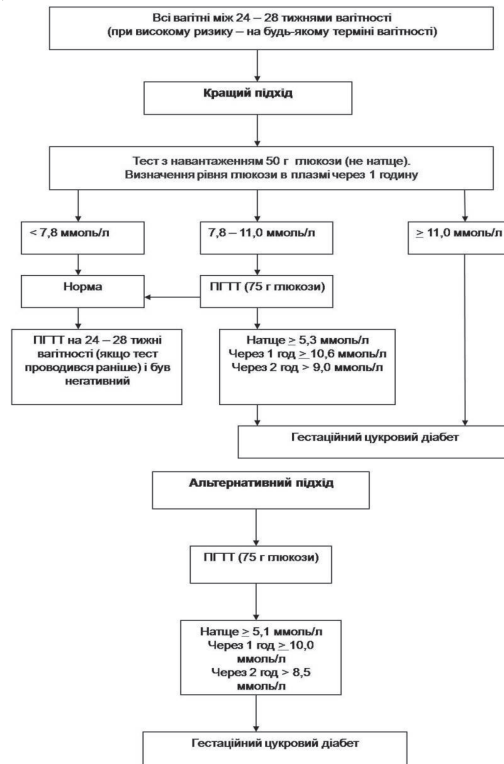 Всі вагітні між 24 – 28 тижнями вагітності
(при високому ризику – на будь-якому терміні вагітності)
Кращий підхід
Тест з навантаженням 50 г глюкози (не натще).
Визначення рівня глюкози в плазмі через 1 годину
< 7,8 ммоль/л
7,8 – 11,0 ммоль/л
≥ 11,0 ммоль/л
Норма
ПГТТ (75 г глюкози)
ПГТТ на 24 – 28 тижні
вагітності (якщо тест
проводився раніше) і був
негативний
Натще ≥ 5,3 ммоль/л
Через 1 год ≥ 10,6 ммоль/л
Через 2 год > 9,0 ммоль/л
Гестаційний цукровий діабет
Альтернативний підхід
ПГТТ (75 г глюкози)
Натще ≥ 5,1 ммоль/л
Через 1 год ≥ 10,0
ммоль/л
Через 2 год > 8,5
ммоль/л
Гестаційний цукровий діабет